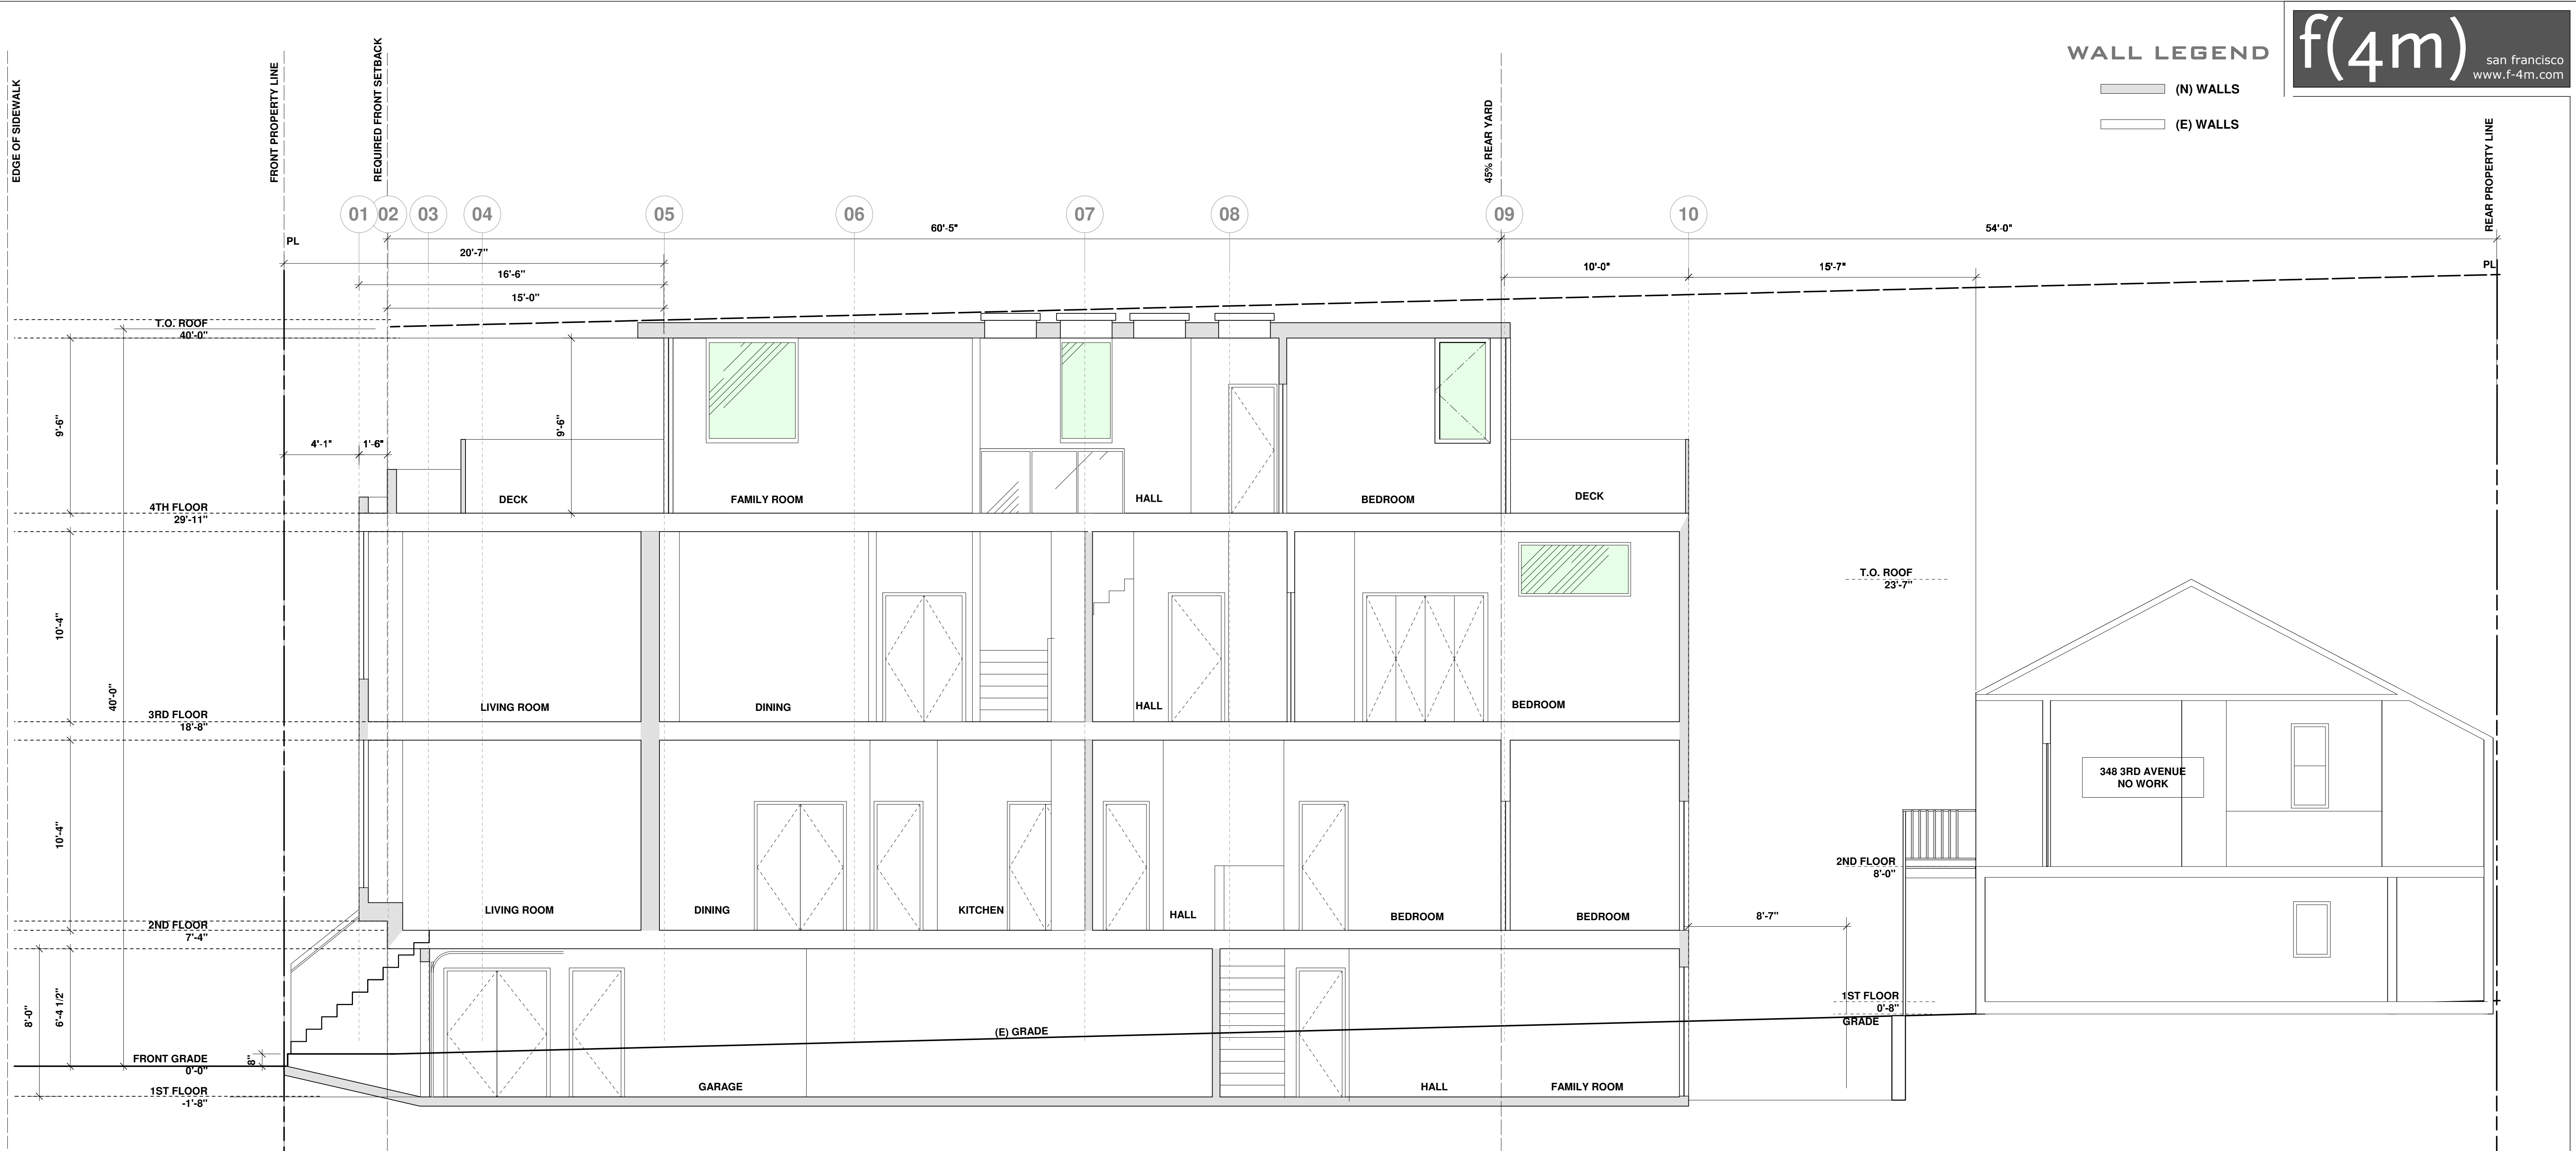 f(4m)
san francisco
www.f-4m.com
WALL LEGEND
(N) WALLS
(E) WALLS
EDGE OF SIDEWALK
FRONT PROPERTY LINE
REQUIRED FRONT SETBACK
45% REAR YARD
REAR PROPERTY LINE
01 02 03 04 05 06 07 08 09 10
60'-5"
54'-0"
PL
20'-7"
16'-6"
15'-0"
10'-0"
15'-7"
PL
T.O. ROOF
40'-0"
9'-6"
9'-6"
4'-1"
1'-6"
DECK
FAMILY ROOM
HALL
BEDROOM
DECK
4TH FLOOR
29'-11"
T.O. ROOF
23'-7"
10'-4"
40'-0"
LIVING ROOM
DINING
HALL
BEDROOM
3RD FLOOR
18'-8"
348 3RD AVENUE
NO WORK
10'-4"
2ND FLOOR
8'-0"
LIVING ROOM
DINING
KITCHEN
HALL
BEDROOM
BEDROOM
8'-7"
2ND FLOOR
7'-4"
8'-0"
6'-4 1/2"
1ST FLOOR
0'-8"
GRADE
(E) GRADE
FRONT GRADE
0'-0"
8"
GARAGE
HALL
FAMILY ROOM
1ST FLOOR
-1'-8"